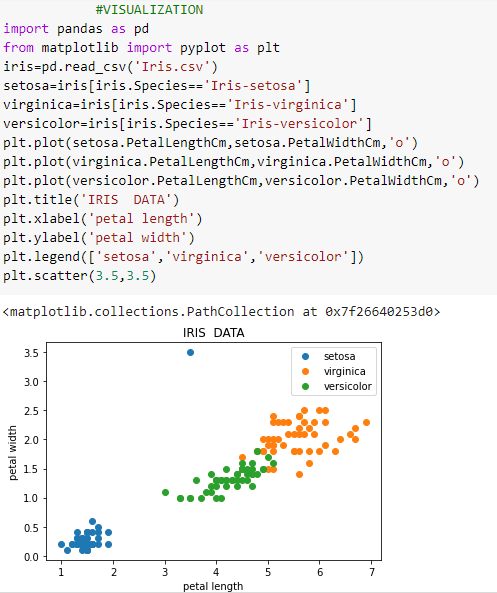 #VISUALIZATION
import pandas as pd
from matplotlib import pyplot as plt
iris=pd.read_csv('Iris.csv')
setosa=iris[iris.Species=='Iris-setosa']
virginica=iris[iris.Species=='Iris-virginica']
versicolor=iris[iris.Species=='Iris-versicolor']
plt.plot(setosa.PetalLengthCm,setosa.PetalWidthCm,'o')
plt.plot(virginica.PetalLengthCm,virginica.PetalWidthCm,'o')
plt.plot(versicolor.PetalLengthCm,versicolor.PetalWidthCm,'o')
plt.title('IRIS  DATA')
plt.xlabel('petal length')
plt.ylabel('petal width')
plt.legend(['setosa','virginica','versicolor'])
plt.scatter(3.5,3.5)
<matplotlib.collections.PathCollection at 0x7f26640253d0>
IRIS  DATA
setosa
virginica
versicolor
petal width
3.5
3.0
2.5
2.0
1.5
1.0
0.5
0.0
1 2 3 4 5 6 7
petal length